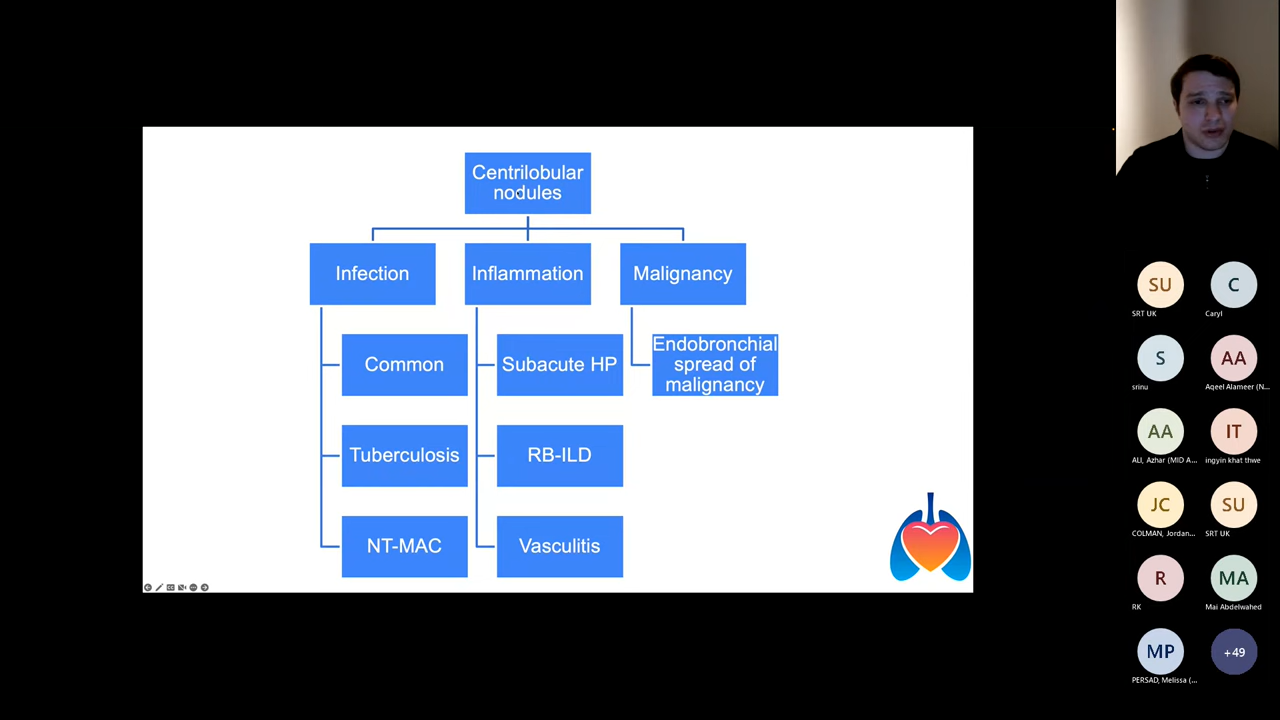 Centrilobular
nodules
Infection
Inflammation
Malignancy
Common
Subacute HP
Endobronchial
spread of
malignancy
Tuberculosis
RB-ILD
NT-MAC
Vasculitis
SU
SRT UK
C
Caryl
S
srinu
AA
Aqeel Alameer (N...
AA
ALI, Azhar (MID A...
IT
ingyin khat thwe
JC
COLMAN, Jordan...
SU
SRT UK
R
RK
MA
Mai Abdelwahed
MP
PERSAD, Melissa (...
+49